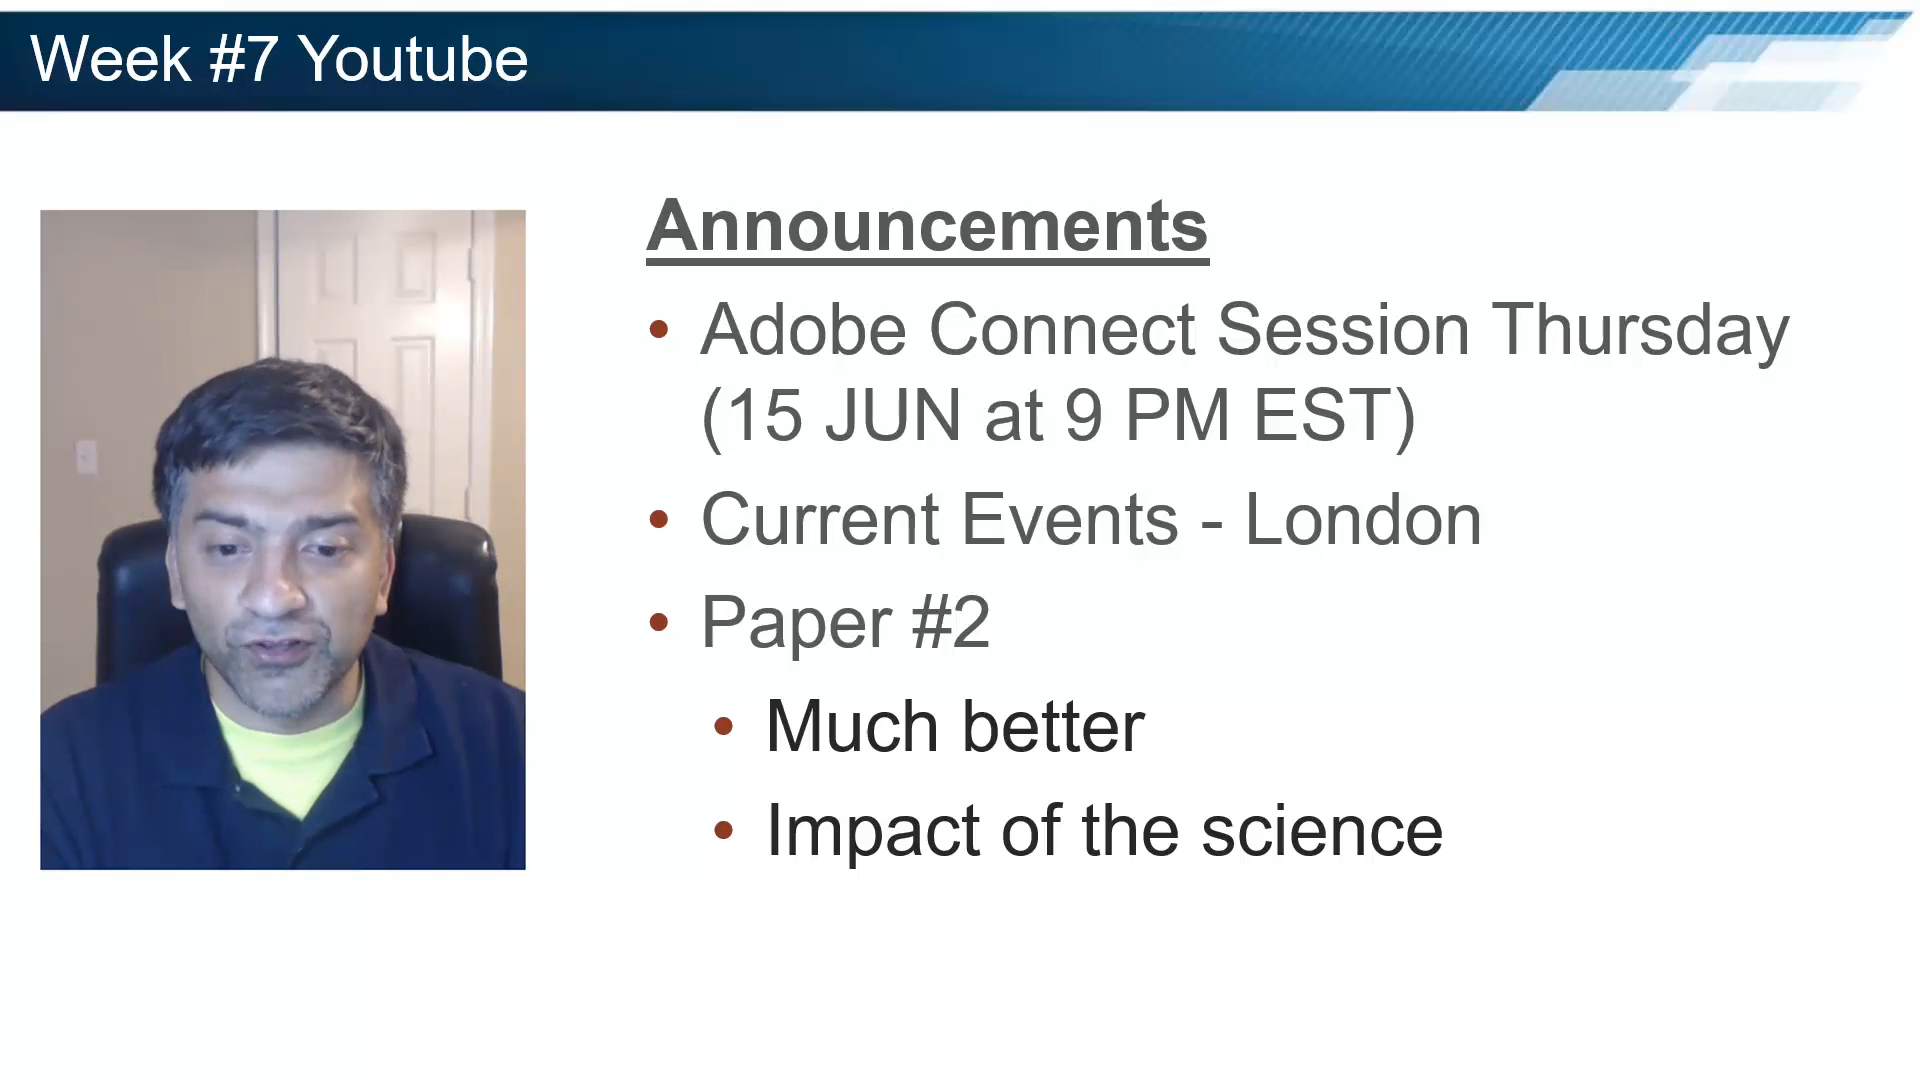 Week #7 Youtube
Announcements
• Adobe Connect Session Thursday
(15 JUN at 9 PM EST)
• Current Events - London
• Paper #2
• Much better
• Impact of the science